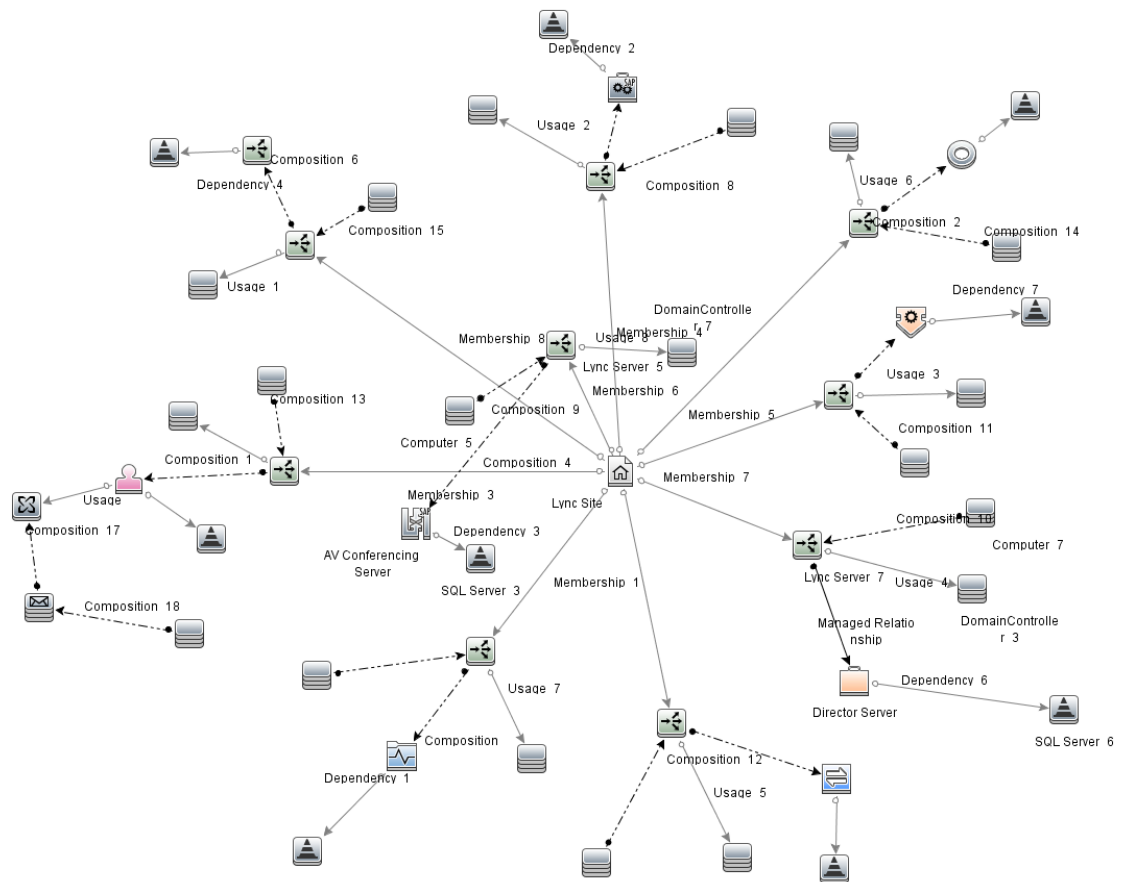 Dependency 2
SAP
Usage 2
Composition 6
Composition 8
Dependency 4
Composition 15
Usage 6
Composition 2
Composition 14
Usage 1
Dependency 7
DomainControlle
r 7
Membership 8
Usage 8
Membership 4
Lync Server 5
Usage 3
Membership 6
Composition 13
Composition 9
Membership 5
Computer 5
Composition 11
Composition 1
Composition 4
Membership 7
Usage
Membership 3
Lync Site
SAP
Composition 17
Dependency 3
Composition 10
AV Conferencing
Server
Computer 7
SQL Server 3
Membership 1
Lync Server 7
Usage 4
Composition 18
Managed Relatio
nship
DomainControlle
r 3
Usage 7
Dependency 6
Director Server
SQL Server 6
Composition
Composition 12
Dependency 1
Usage 5